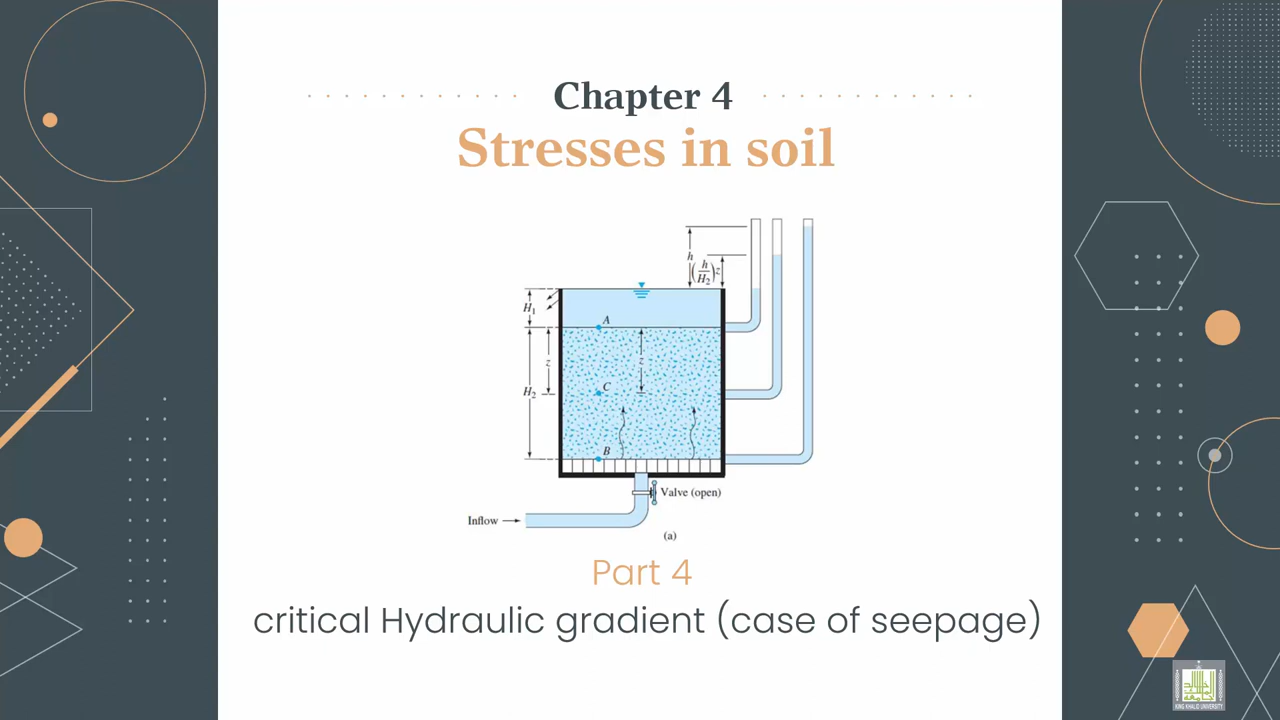 Chapter 4
Stresses in soil
h
(h/H2)z
H1
A
z
z
C
H2
B
Valve (open)
Inflow
(a)
Part 4
critical Hydraulic gradient (case of seepage)
KING KHALID UNIVERSITY